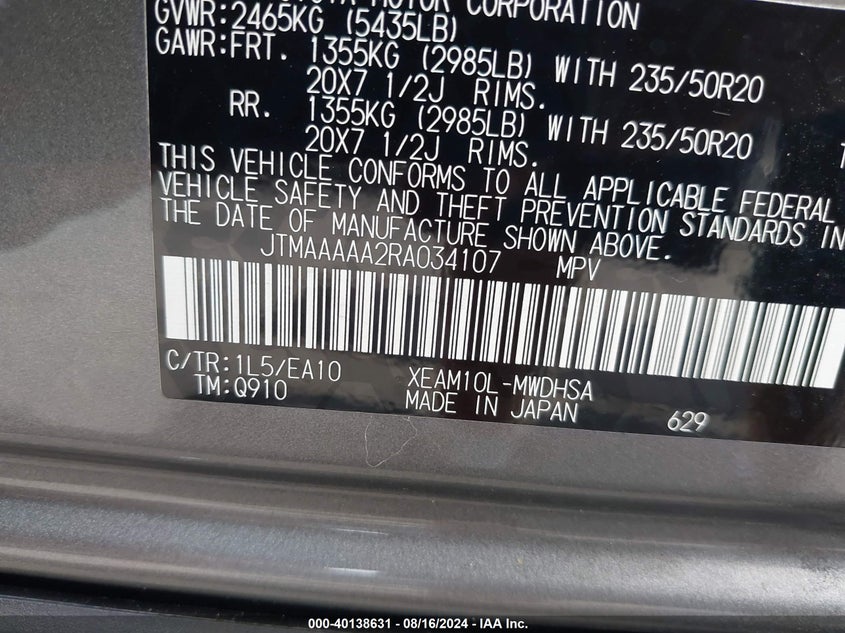 MOTOR CORPORATION
GVWR:2465KG (5435LB)
GAWR:FRT. 1355KG (2985LB) WITH 235/50R20
20X7 1/2J RIMS.
RR. 1355KG (2985LB) WITH 235/50R20
20X7 1/2J RIMS.
THIS VEHICLE CONFORMS TO ALL APPLICABLE FEDERAL
VEHICLE SAFETY AND THEFT PREVENTION STANDARDS IN
THE DATE OF MANUFACTURE SHOWN ABOVE.
JTMAAAAA2RA034107 MPV
C/TR:1L5/EA10 XEAM10L-MWDHSA
TM:Q910 MADE IN JAPAN 629
000-40138631 - 08/16/2024 - IAA Inc.